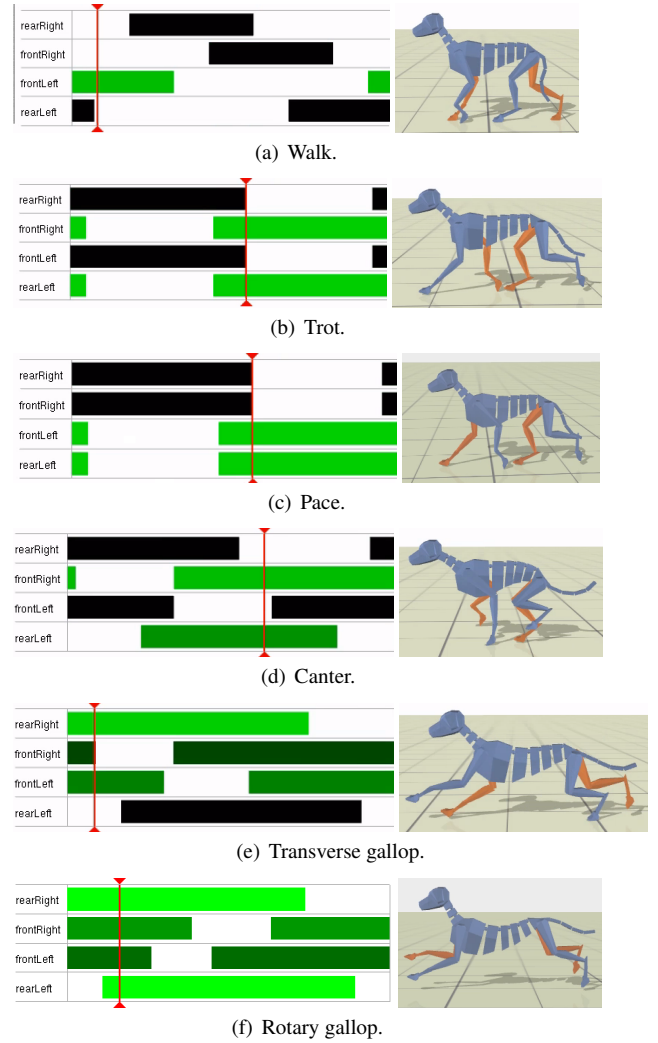 rearRight
frontRight
frontLeft
rearLeft
(a) Walk.
rearRight
frontRight
frontLeft
rearLeft
(b) Trot.
rearRight
frontRight
frontLeft
rearLeft
(c) Pace.
rearRight
frontRight
frontLeft
rearLeft
(d) Canter.
rearRight
frontRight
frontLeft
rearLeft
(e) Transverse gallop.
rearRight
frontRight
frontLeft
rearLeft
(f) Rotary gallop.